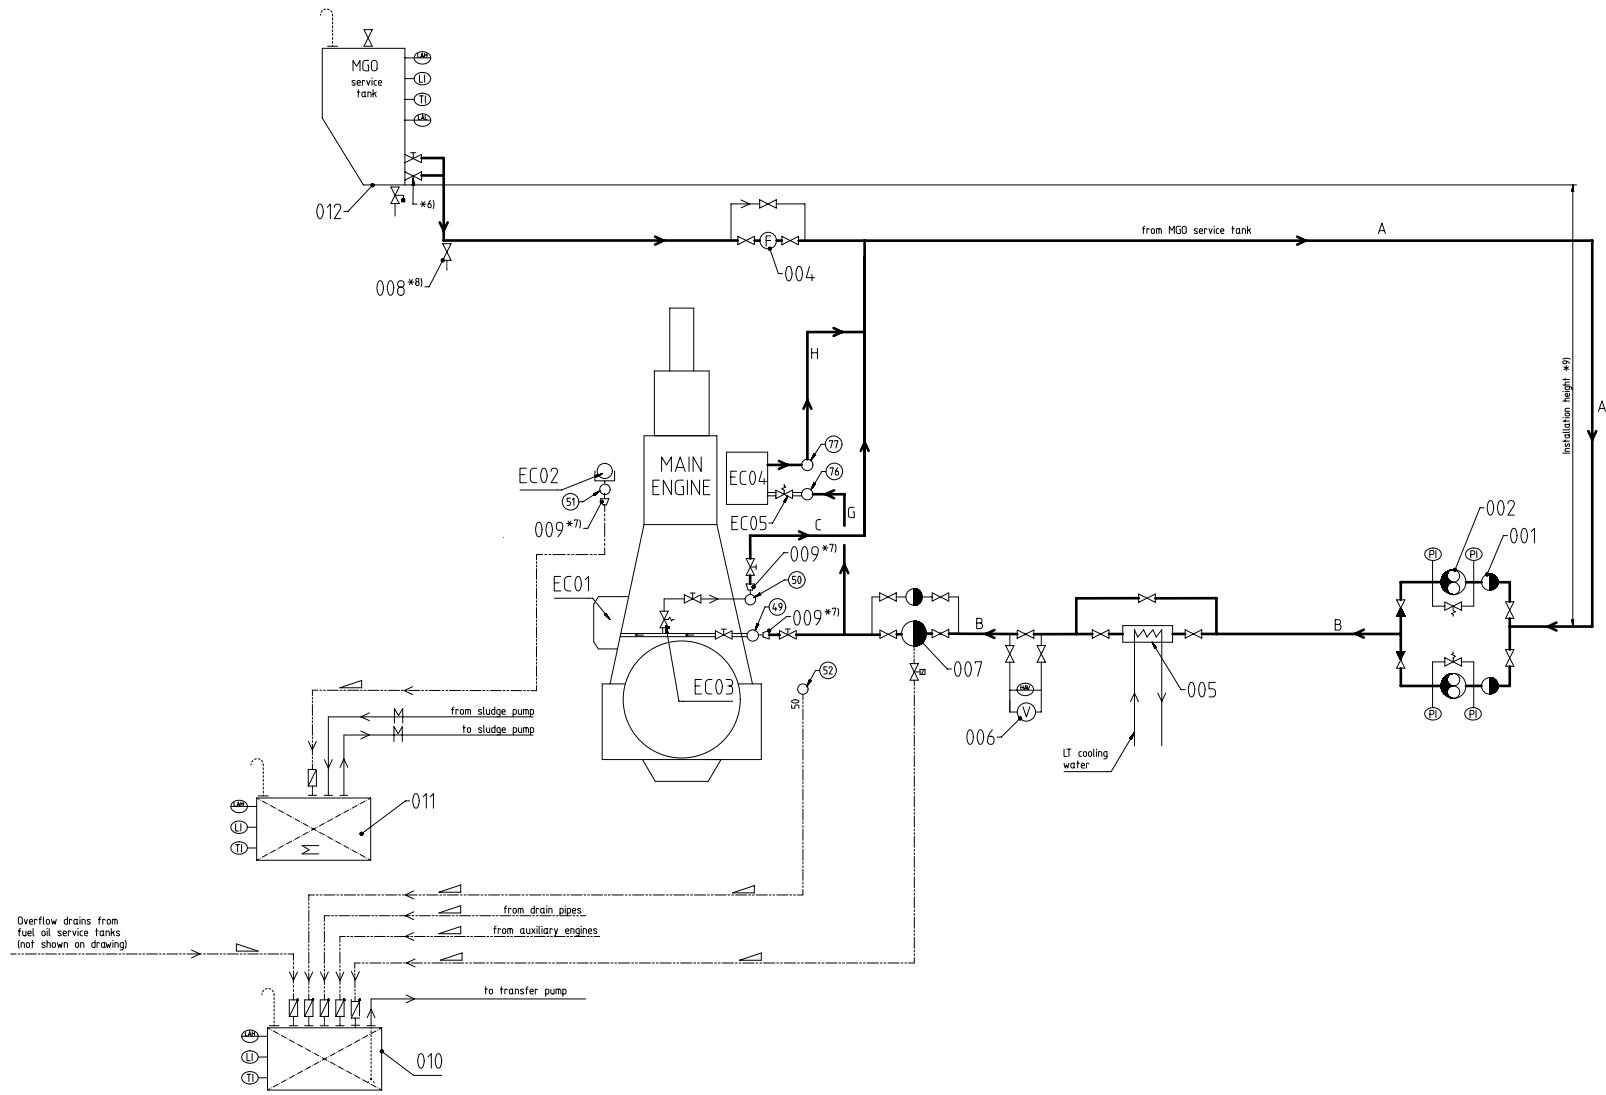 MGO
service
tank
LAH
LI
TI
LAL
012
*6)
008*8)
F
004
from MGO service tank
A
A
Installation height *9)
H
77
MAIN
ENGINE
EC04
76
EC02
51
009*7)
EC05
G
C
009*7)
50
EC01
49
009*7)
002
PI
PI
001
B
B
007
005
EC03
52
50
HAV
V
006
PI
PI
LT cooling
water
from sludge pump
M
to sludge pump
M
011
LAH
LI
TI
Overflow drains from
fuel oil service tanks
(not shown on drawing)
from drain pipes
from auxiliary engines
to transfer pump
LAH
LI
TI
010